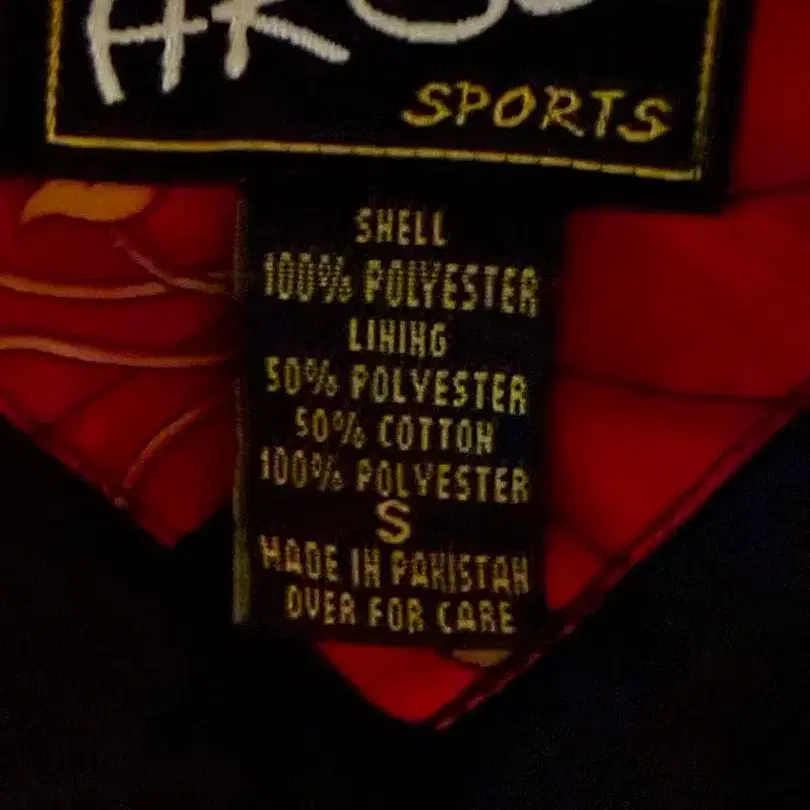 SPORTS
SHELL
100% POLYESTER
LINING
50% POLYESTER
50% COTTON
100% POLYESTER
S
MADE IN PAKISTAN
OVER FOR CARE